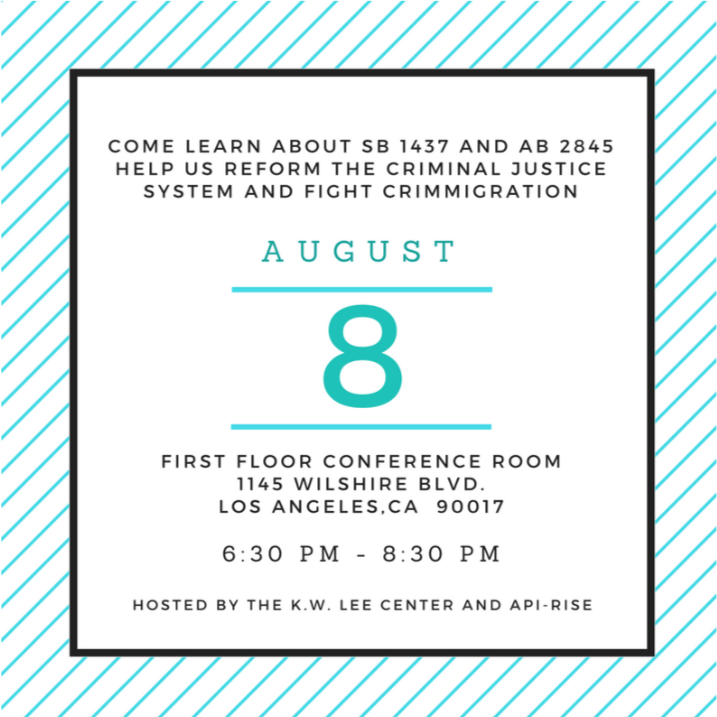 COME LEARN ABOUT SB 1437 AND AB 2845
HELP US REFORM THE CRIMINAL JUSTICE
SYSTEM AND FIGHT CRIMMIGRATION
AUGUST
8
FIRST FLOOR CONFERENCE ROOM
1145 WILSHIRE BLVD.
LOS ANGELES,CA 90017
6:30 PM - 8:30 PM
HOSTED BY THE K.W. LEE CENTER AND API-RISE